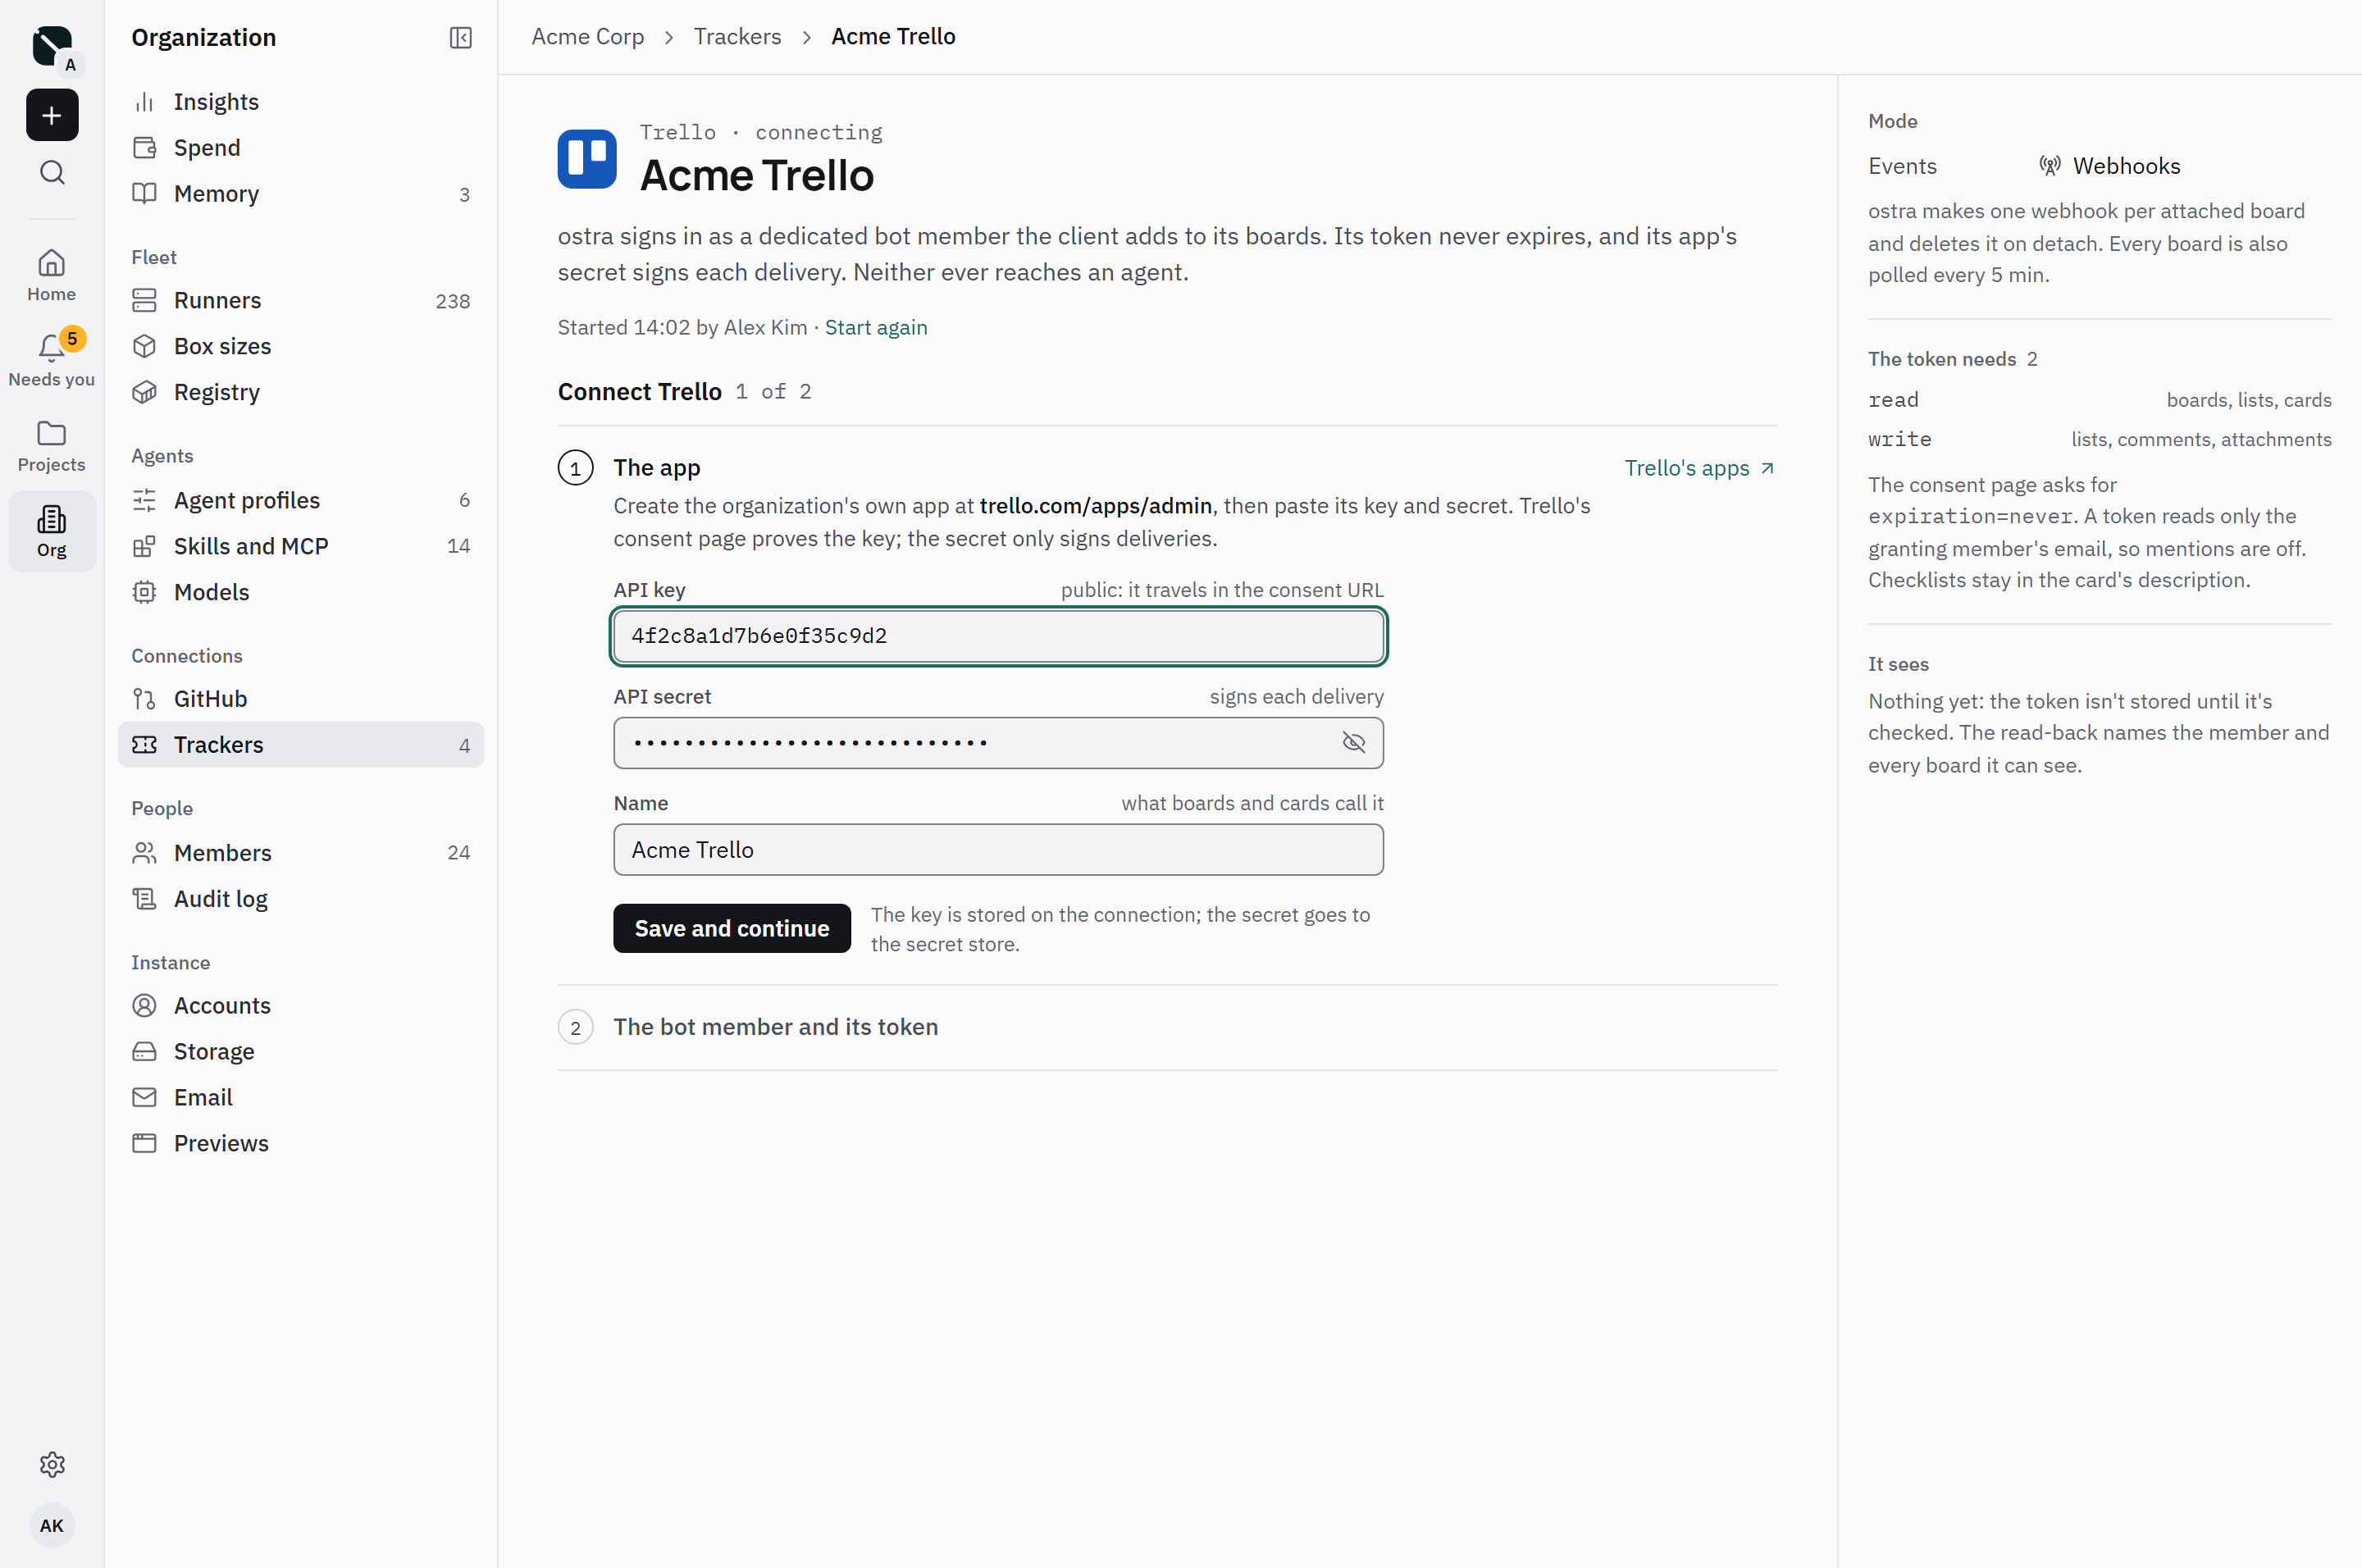 A
Home
5
Needs you
Projects
Org
AK
Organization
Insights
Spend
Memory 3
Fleet
Runners 238
Box sizes
Registry
Agents
Agent profiles 6
Skills and MCP 14
Models
Connections
GitHub
Trackers 4
People
Members 24
Audit log
Instance
Accounts
Storage
Email
Previews
Acme Corp > Trackers > Acme Trello
Trello · connecting
Acme Trello
ostra signs in as a dedicated bot member the client adds to its boards. Its token never expires, and its app's
secret signs each delivery. Neither ever reaches an agent.
Started 14:02 by Alex Kim · Start again
Connect Trello 1 of 2
1 The app Trello's apps
Create the organization's own app at trello.com/apps/admin, then paste its key and secret. Trello's
consent page proves the key; the secret only signs deliveries.
API key public: it travels in the consent URL
4f2c8a1d7b6e0f35c9d2
API secret signs each delivery
Name what boards and cards call it
Acme Trello
Save and continue
The key is stored on the connection; the secret goes to
the secret store.
2 The bot member and its token
Mode
Events Webhooks
ostra makes one webhook per attached board
and deletes it on detach. Every board is also
polled every 5 min.
The token needs 2
read boards, lists, cards
write lists, comments, attachments
The consent page asks for
expiration=never. A token reads only the
granting member's email, so mentions are off.
Checklists stay in the card's description.
It sees
Nothing yet: the token isn't stored until it's
checked. The read-back names the member and
every board it can see.